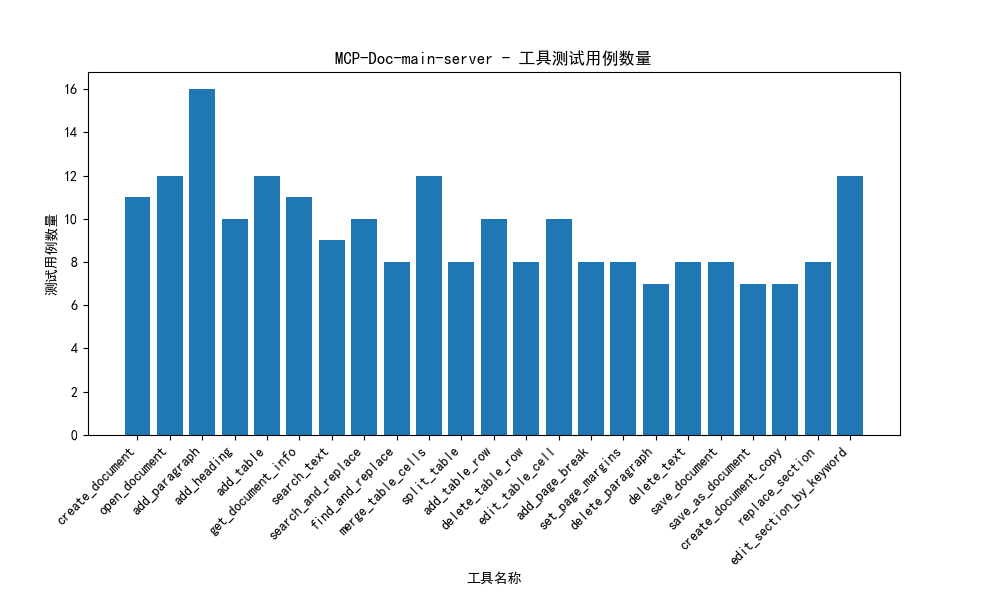 MCP-Doc-main-server - 工具测试用例数量
测试用例数量
16
14
12
10
8
6
4
2
0
create_document
open_document
add_paragraph
add_heading
add_table
get_document_info
search_text
search_and_replace
find_and_replace
merge_table_cells
split_table
add_table_row
delete_table_row
edit_table_cell
add_page_break
set_page_margins
delete_paragraph
delete_text
save_document
save_as_document
create_document_copy
replace_section
edit_section_by_keyword
工具名称